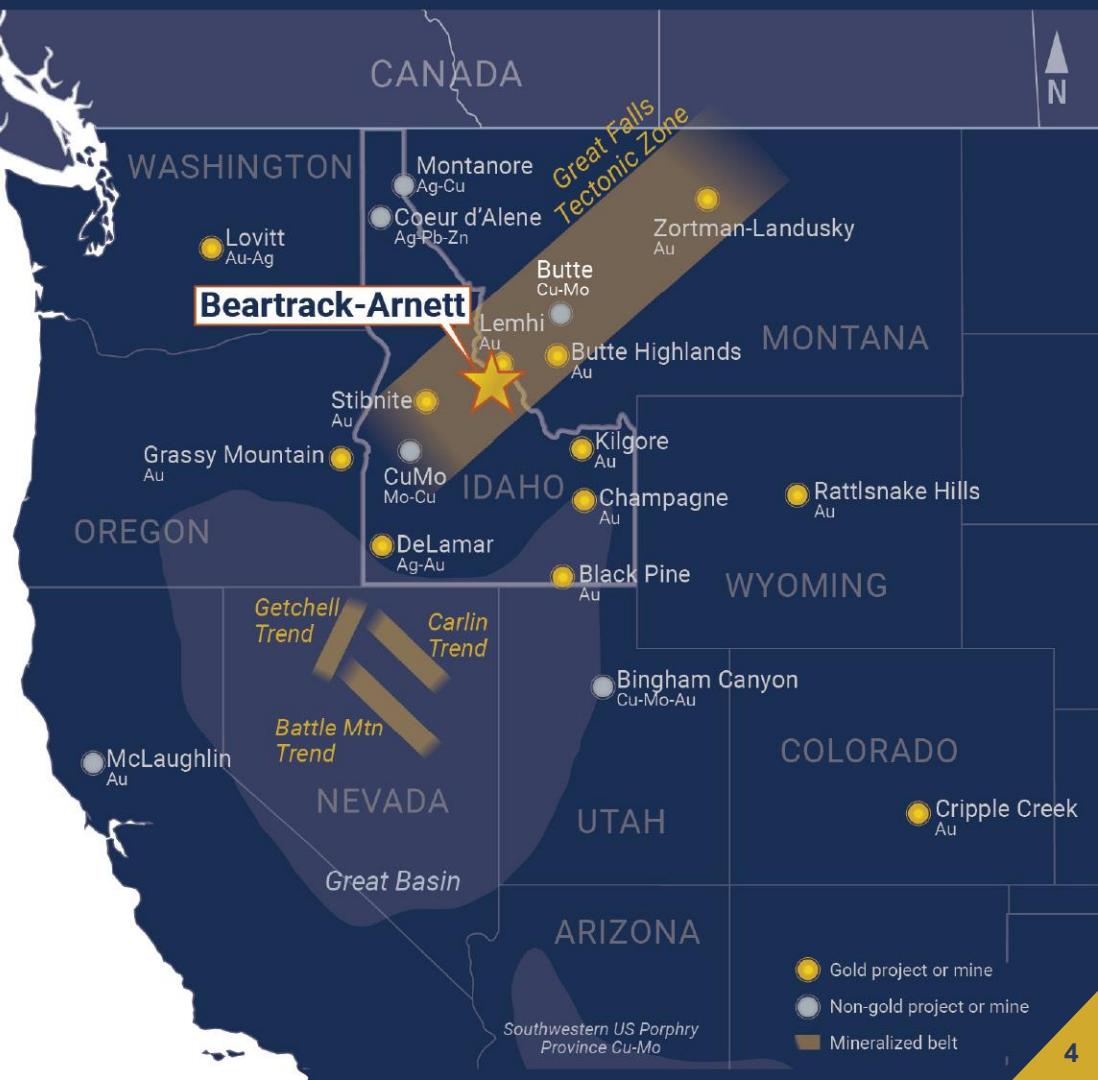 CANADA
N
Great Falls
Tectonic Zone
WASHINGTON
Montanore
Ag-Cu
Coeur d'Alene
Ag-Pb-Zn
Zortman-Landusky
Au
Lovitt
Au-Ag
Butte
Cu-Mo
Beartrack-Arnett
Lemhi
Au
MONTANA
Butte Highlands
Au
Stibnite
Au
Grassy Mountain
Au
Kilgore
Au
CuMo
Mo-Cu
IDAHO
Champagne
Au
Rattlsnake Hills
Au
OREGON
DeLamar
Ag-Au
Black Pine
Au
WYOMING
Getchell
Trend
Carlin
Trend
Bingham Canyon
Cu-Mo-Au
Battle Mtn
Trend
McLaughlin
Au
COLORADO
NEVADA
UTAH
Cripple Creek
Au
Great Basin
ARIZONA
Southwestern US Porphry
Province Cu-Mo
Gold project or mine
Non-gold project or mine
Mineralized belt
4